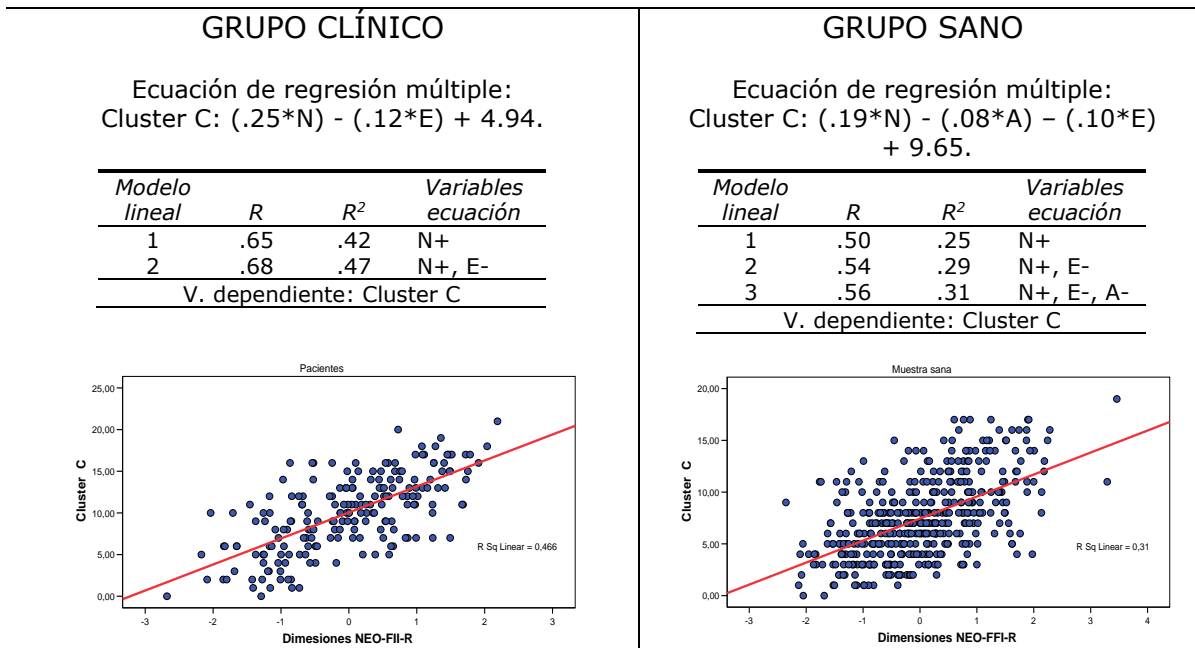 GRUPO CLÍNICO
Ecuación de regresión múltiple:
Cluster C: (.25*N) - (.12*E) + 4.94.
Modelo lineal R R² Variables ecuación
1 .65 .42 N+
2 .68 .47 N+, E-
V. dependiente: Cluster C
Pacientes
25,00
20,00
15,00
10,00
5,00
0,00
Cluster C
R Sq Linear = 0,466
-3 -2 -1 0 1 2 3
Dimesiones NEO-FII-R
GRUPO SANO
Ecuación de regresión múltiple:
Cluster C: (.19*N) - (.08*A) – (.10*E)
+ 9.65.
Modelo lineal R R² Variables ecuación
1 .50 .25 N+
2 .54 .29 N+, E-
3 .56 .31 N+, E-, A-
V. dependiente: Cluster C
Muestra sana
20,00
15,00
10,00
5,00
0,00
Cluster C
R Sq Linear = 0,31
-3 -2 -1 0 1 2 3 4
Dimensiones NEO-FFI-R